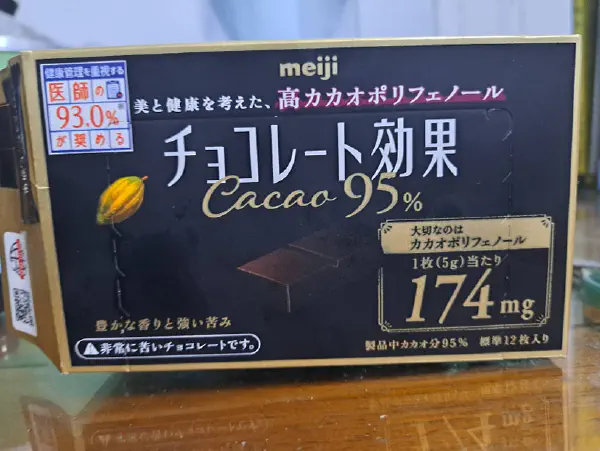 meiji
健康管理を重視する
医師の
93.0%※
が奨める
美と健康を考えた、高カカオポリフェノール
チョコレート効果
Cacao 95%
大切なのは
カカオポリフェノール
1枚(5g)当たり
174mg
豊かな香りと強い苦み
非常に苦いチョコレートです。
製品中カカオ分95% 標準12枚入り